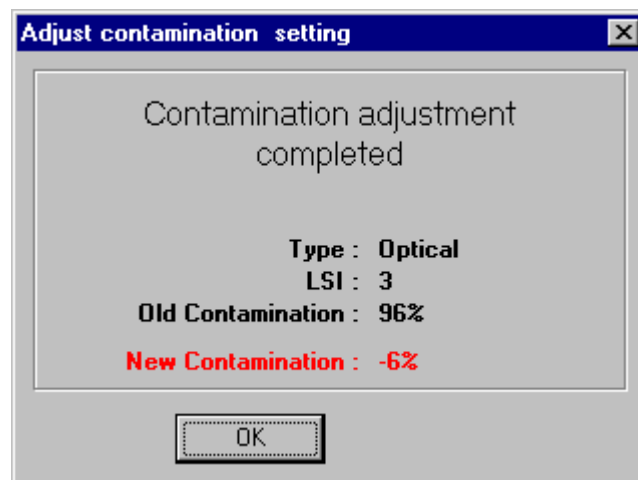 Adjust contamination setting
Contamination adjustment
completed
Type : Optical
LSI : 3
Old Contamination : 96%
New Contamination : -6%
OK